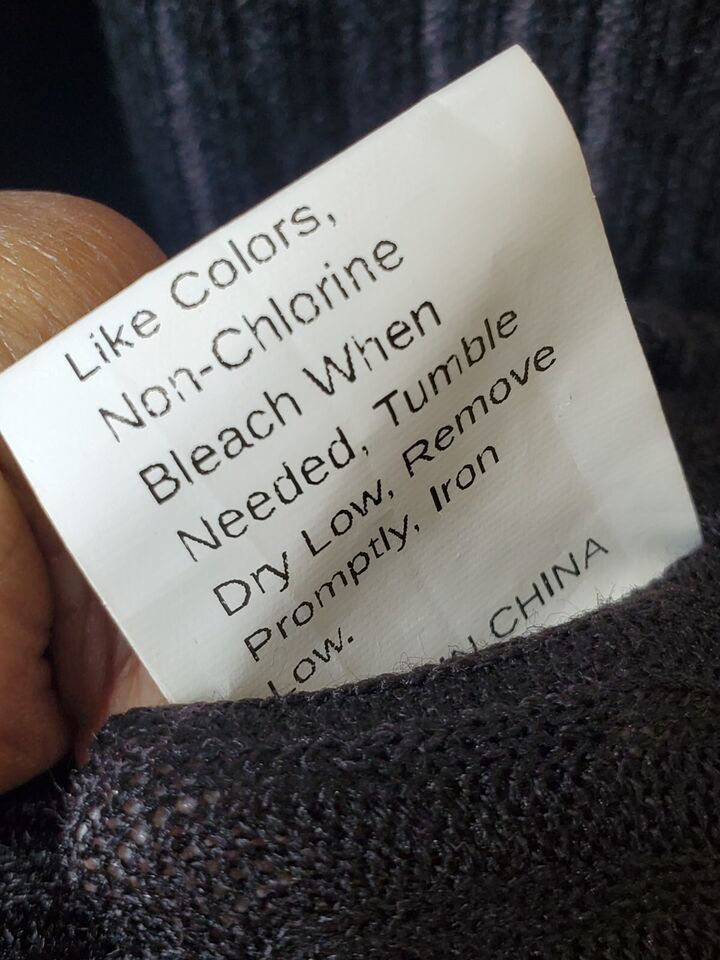 Like Colors,
Non-Chlorine
Bleach When
Needed, Tumble
Dry Low, Remove
Promptly, Iron
Low.
CHINA